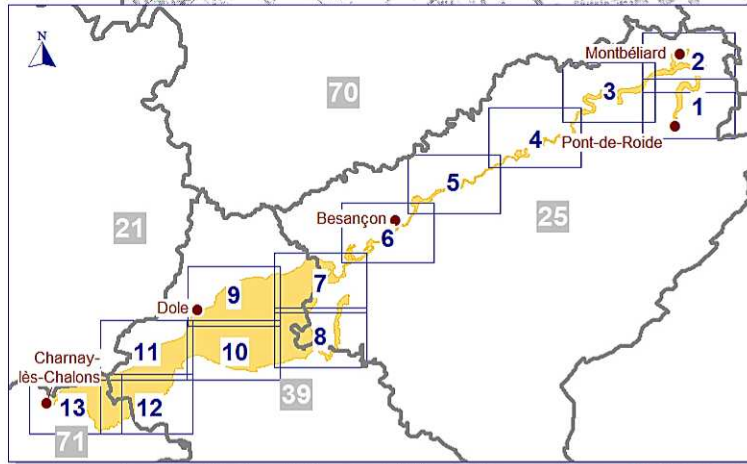 N
Montbéliard
2
70
3
1
4
Pont-de-Roide
5
25
Besançon
21
6
7
9
Dole
8
11
10
Charnay-
lès-Chalons
39
13
12
71